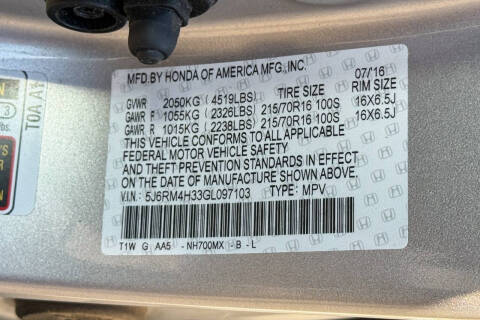 MFD.BY HONDA OF AMERICA MFG.,INC. 07/16
GVWR 2050KG (4519LBS) TIRE SIZE RIM SIZE
GAWR F 1055KG (2326LBS) 215/70R16 100S 16X6.5J
GAWR R 1015KG (2238LBS) 215/70R16 100S 16X6.5J
THIS VEHICLE CONFORMS TO ALL APPLICABLE
FEDERAL MOTOR VEHICLE SAFETY
AND THEFT PREVENTION STANDARDS IN EFFECT
ON THE DATE OF MANUFACTURE SHOWN ABOVE.
V.I.N.: 5J6RM4H33GL097103 TYPE: MPV
T1W G AA5 - NH700MX - B - L
3